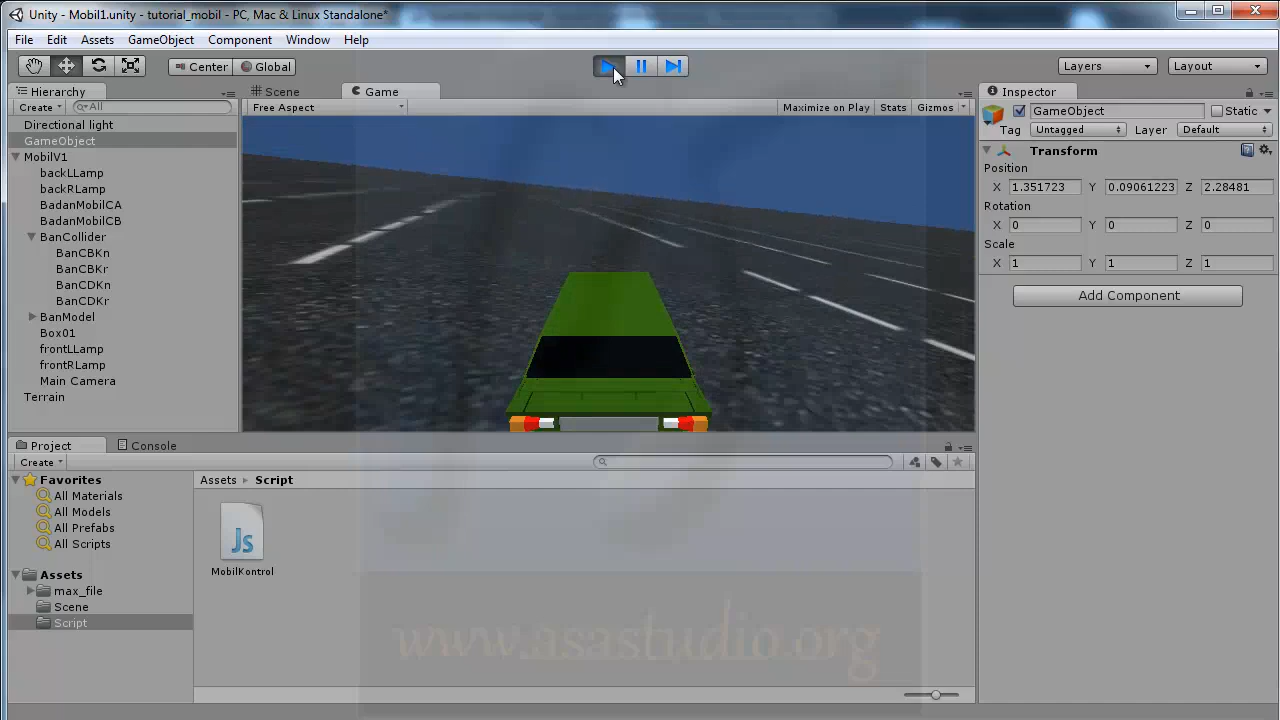 Unity - Mobil1.unity - tutorial_mobil - PC, Mac & Linux Standalone*
File Edit Assets GameObject Component Window Help
Center Global Layers Layout
Hierarchy Scene Game Inspector
Create All Free Aspect Maximize on Play Stats Gizmos GameObject Static
Tag Untagged Layer Default
Directional light
GameObject
MobilV1
backLLamp
backRLamp
BadanMobilCA
BadanMobilCB
BanCollider
BanCBKn
BanCBKr
BanCDKn
BanCDKr
BanModel
Box01
frontLLamp
frontRLamp
Main Camera
Terrain
Transform
Position
X 1.351723 Y 0.09061223 Z 2.28481
Rotation
X 0 Y 0 Z 0
Scale
X 1 Y 1 Z 1
Add Component
Project Console
Create
Favorites
All Materials
All Models
All Prefabs
All Scripts
Assets
max_file
Scene
Script
Assets Script
Js
MobilKontrol
www.asastudio.org